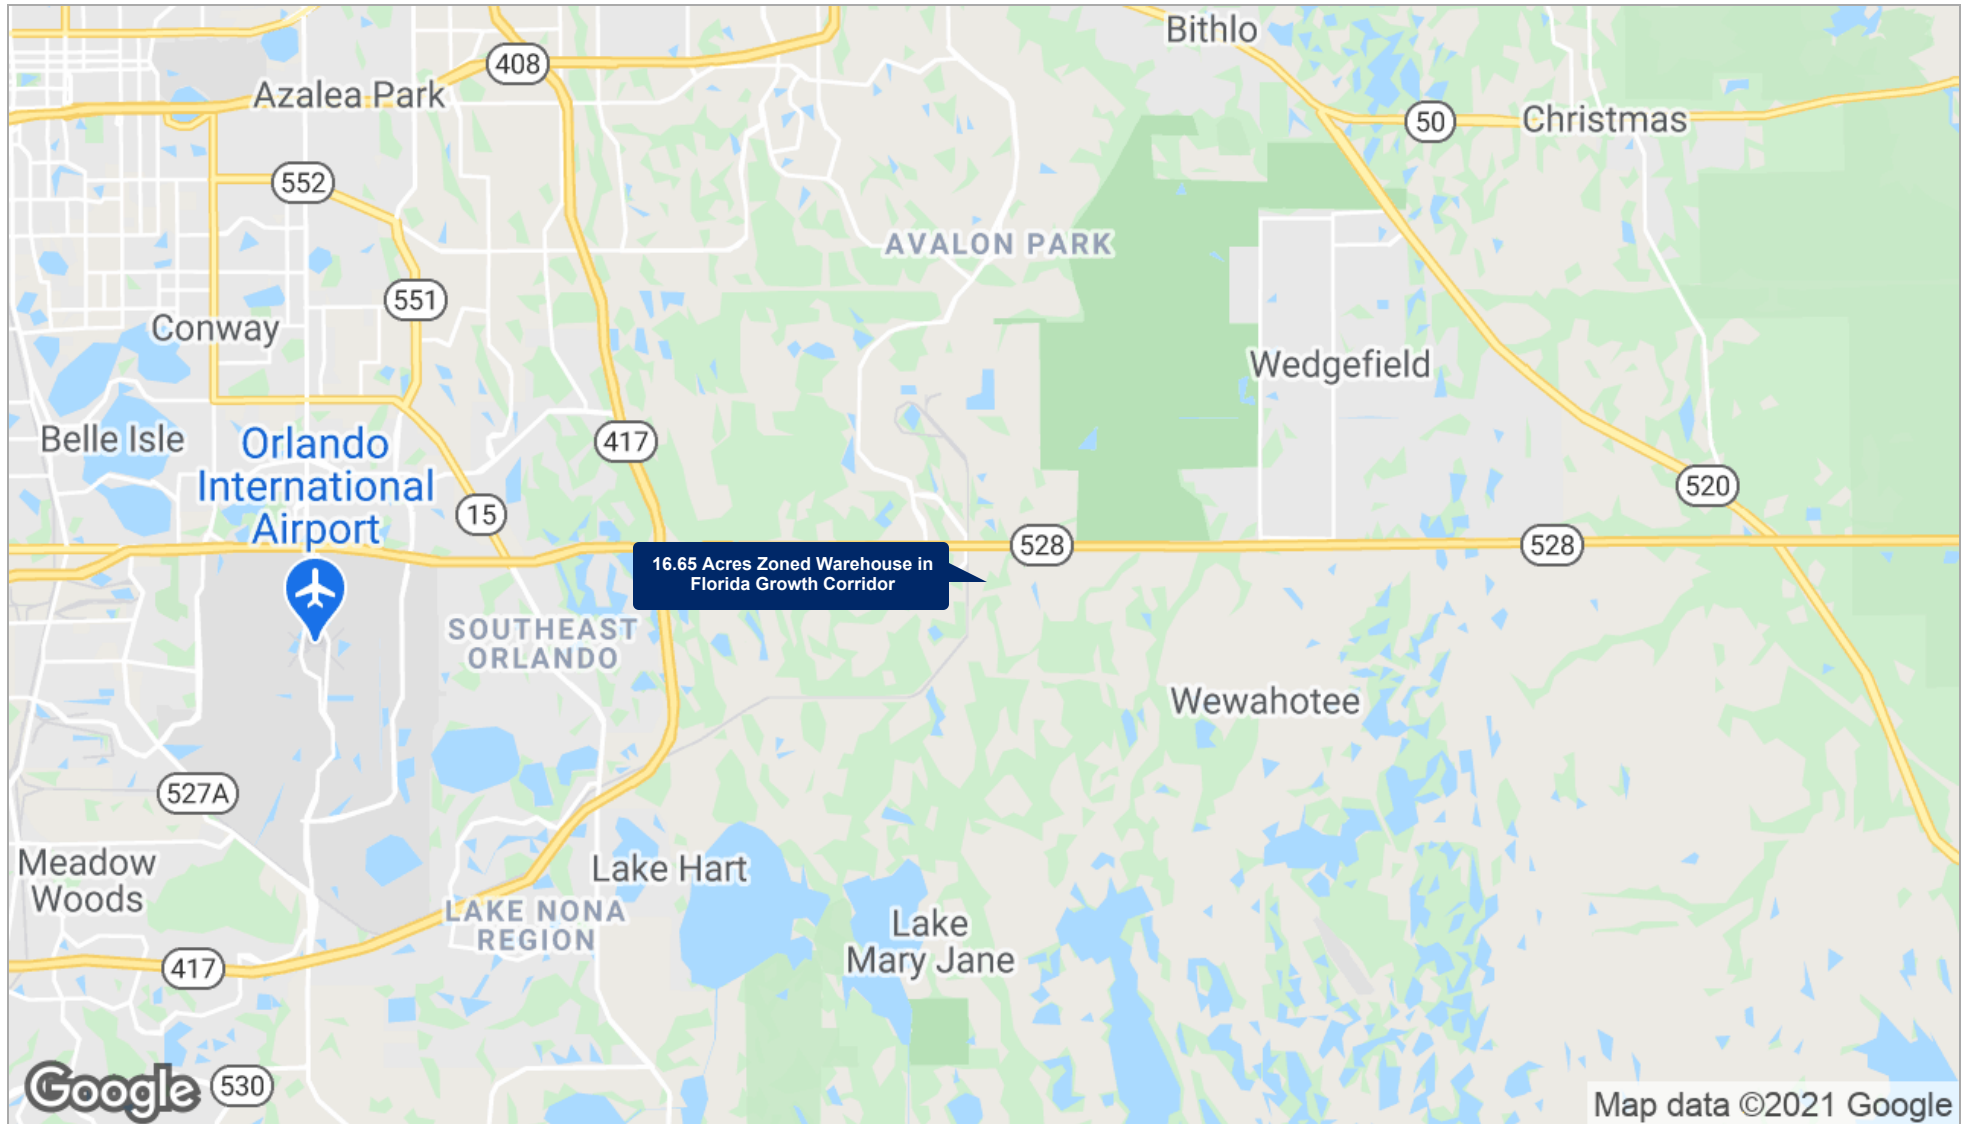 Bithlo
408
Azalea Park
50
Christmas
552
AVALON PARK
551
Conway
Wedgefield
Belle Isle
Orlando
International
Airport
417
520
15
528
528
16.65 Acres Zoned Warehouse in
Florida Growth Corridor
SOUTHEAST
ORLANDO
Wewahotee
527A
Meadow
Woods
Lake Hart
LAKE NONA
REGION
Lake
Mary Jane
417
Google
530
Map data ©2021 Google